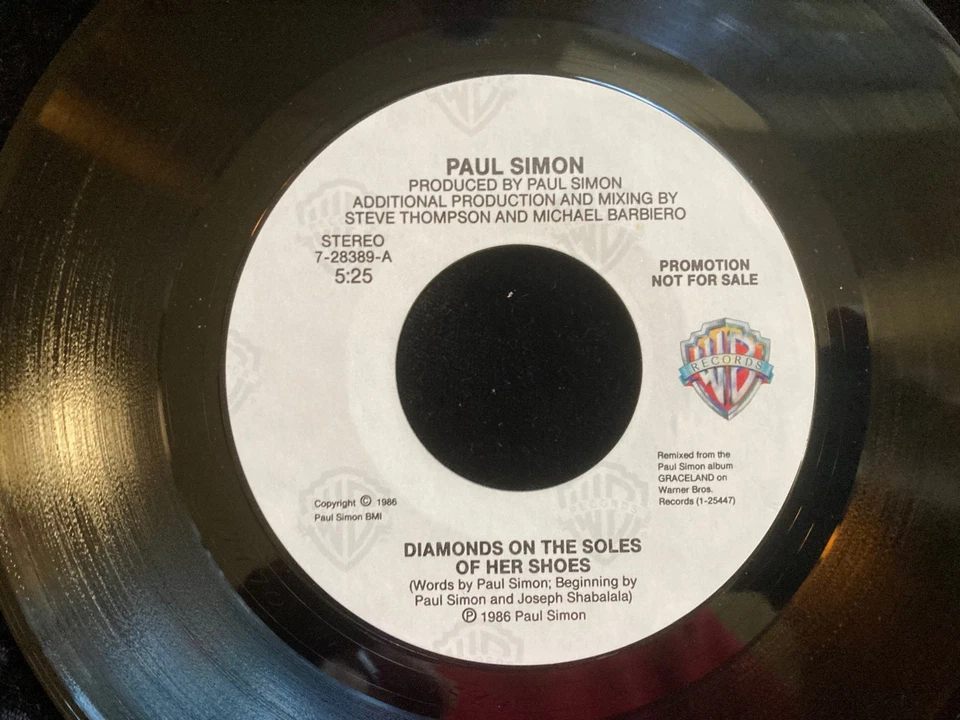 PAUL SIMON
PRODUCED BY PAUL SIMON
ADDITIONAL PRODUCTION AND MIXING BY
STEVE THOMPSON AND MICHAEL BARBIERO
STEREO
7-28389-A
5:25
PROMOTION
NOT FOR SALE
WB
RECORDS
Remixed from the
Paul Simon album
GRACELAND on
Warner Bros.
Records (1-25447)
Copyright © 1986
Paul Simon BMI
DIAMONDS ON THE SOLES
OF HER SHOES
(Words by Paul Simon; Beginning by
Paul Simon and Joseph Shabalala)
℗ 1986 Paul Simon